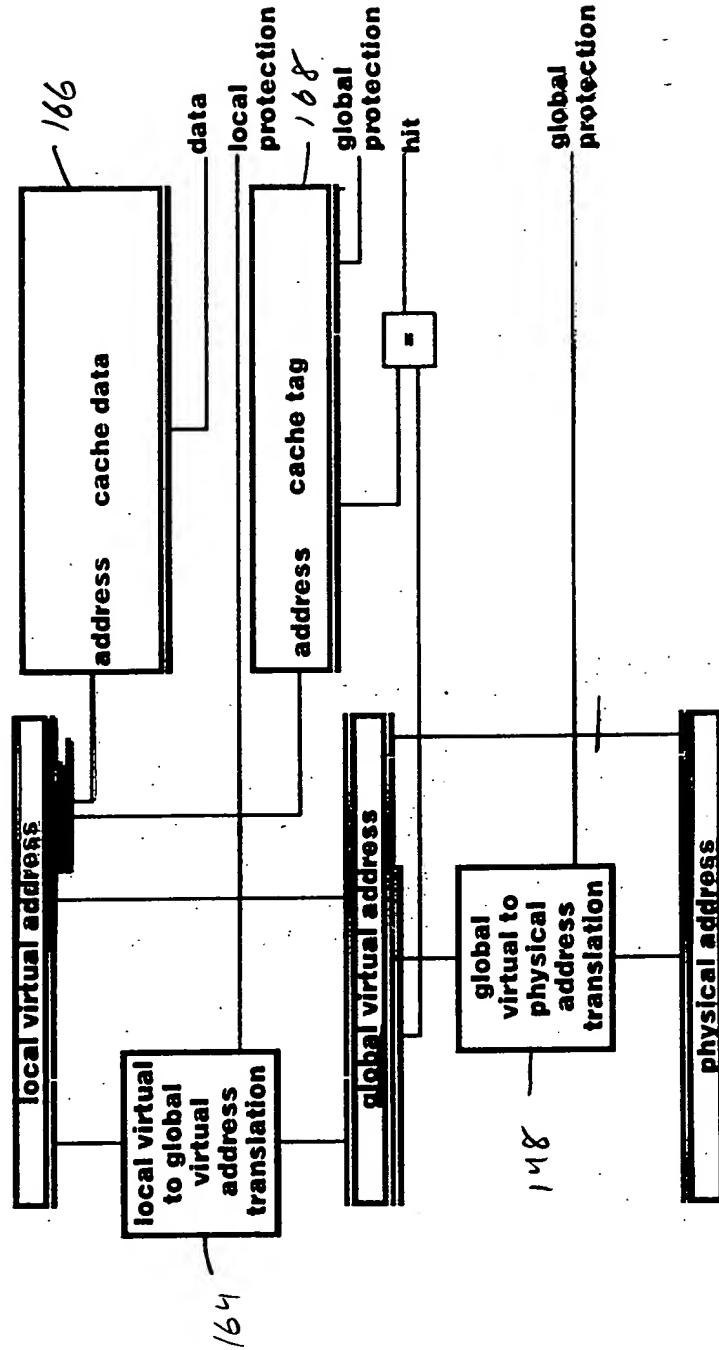 local virtual address
164
local virtual
to global
virtual
address
translation
global virtual address
148
global
virtual to
physical
address
translation
physical address
166
address cache data
data
local
protection
168
address cache tag
global
protection
=
hit
global
protection